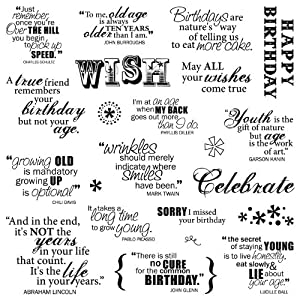 "Just remember,
once you're
OVER THE HILL
you begin,
to pick up
SPEED."
CHARLES SCHULZ
"To me, old age
is always
TEN YEARS
older than I am."
JOHN BURROUGHS
Birthdays are
nature's way
of telling us to
eat more cake.
HAPPY
BIRTHDAY
WISH
May ALL
your wishes
come true
A true friend
remembers
your
birthday
but not your
age.
I'm at an age
when MY BACK
goes out more
than I do.
PHYLLIS DILLER
"Youth is the
gift of nature
but age
is the work
of art."
GARSON KANIN
"growing OLD
is mandatory
growing UP
is optional"
CHILI DAVIS
"wrinkles
should merely
indicate where
smiles
have been."
MARK TWAIN
Celebrate
"And in the end,
it's NOT the
years
in your life
that count.
It's the life
in your years."
ABRAHAM LINCOLN
"It takes a
long time
to grow
young."
PABLO PICASSO
SORRY I
missed your
birthday
"There is still
no CURE
for the
common
BIRTHDAY."
JOHN GLENN
"the secret
of staying YOUNG
is to live honestly,
eat slowly &
LIE about
your age."
LUCILLE BALL